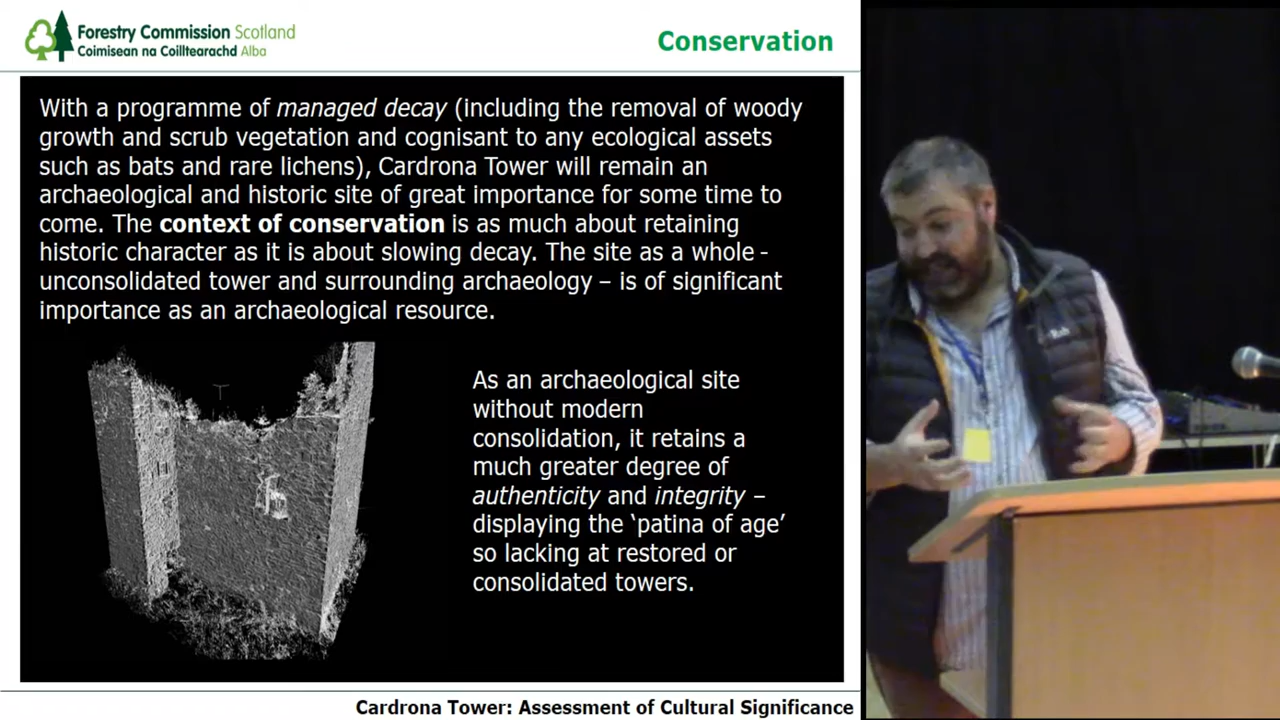 Forestry Commission Scotland
Coimisean na Coilltearachd Alba
Conservation
With a programme of managed decay (including the removal of woody
growth and scrub vegetation and cognisant to any ecological assets
such as bats and rare lichens), Cardrona Tower will remain an
archaeological and historic site of great importance for some time to
come. The context of conservation is as much about retaining
historic character as it is about slowing decay. The site as a whole -
unconsolidated tower and surrounding archaeology – is of significant
importance as an archaeological resource.
As an archaeological site
without modern
consolidation, it retains a
much greater degree of
authenticity and integrity –
displaying the ‘patina of age’
so lacking at restored or
consolidated towers.
Cardrona Tower: Assessment of Cultural Significance